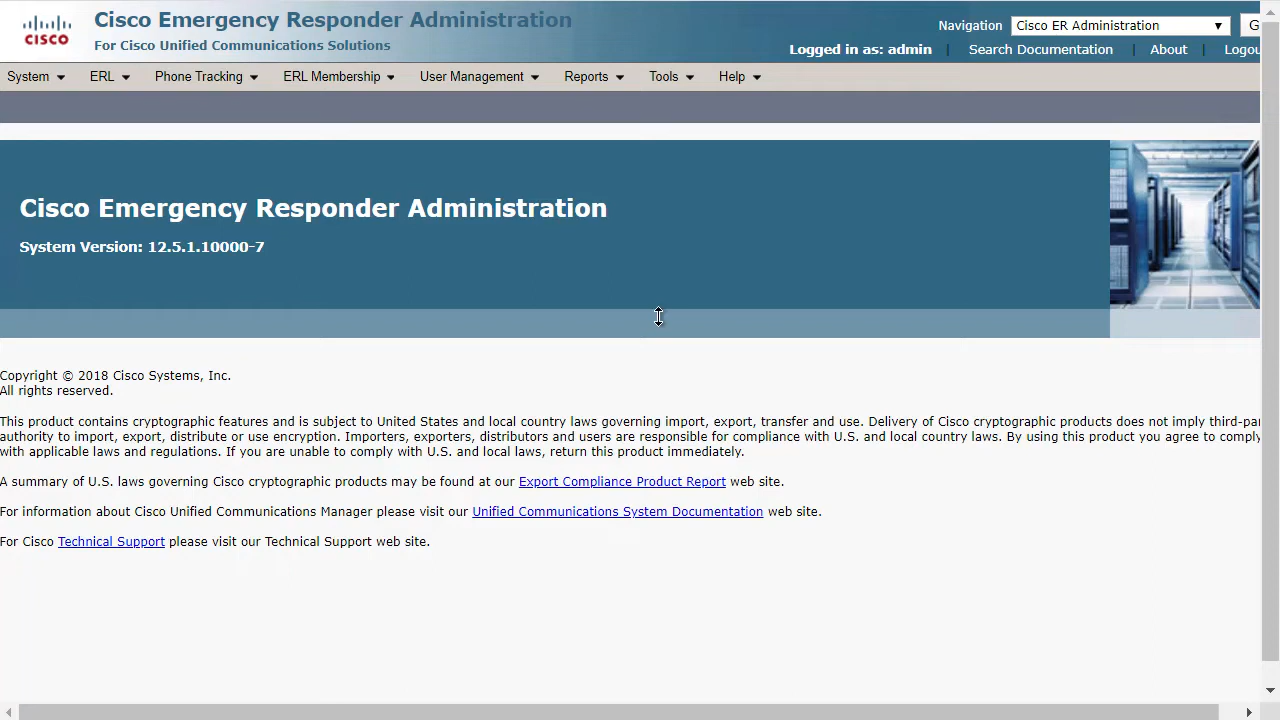 CISCO
Cisco Emergency Responder Administration
For Cisco Unified Communications Solutions
Navigation Cisco ER Administration
Logged in as: admin | Search Documentation | About | Logou
System ERL Phone Tracking ERL Membership User Management Reports Tools Help
Cisco Emergency Responder Administration
System Version: 12.5.1.10000-7
Copyright © 2018 Cisco Systems, Inc.
All rights reserved.
This product contains cryptographic features and is subject to United States and local country laws governing import, export, transfer and use. Delivery of Cisco cryptographic products does not imply third-par
authority to import, export, distribute or use encryption. Importers, exporters, distributors and users are responsible for compliance with U.S. and local country laws. By using this product you agree to comply
with applicable laws and regulations. If you are unable to comply with U.S. and local laws, return this product immediately.
A summary of U.S. laws governing Cisco cryptographic products may be found at our Export Compliance Product Report web site.
For information about Cisco Unified Communications Manager please visit our Unified Communications System Documentation web site.
For Cisco Technical Support please visit our Technical Support web site.